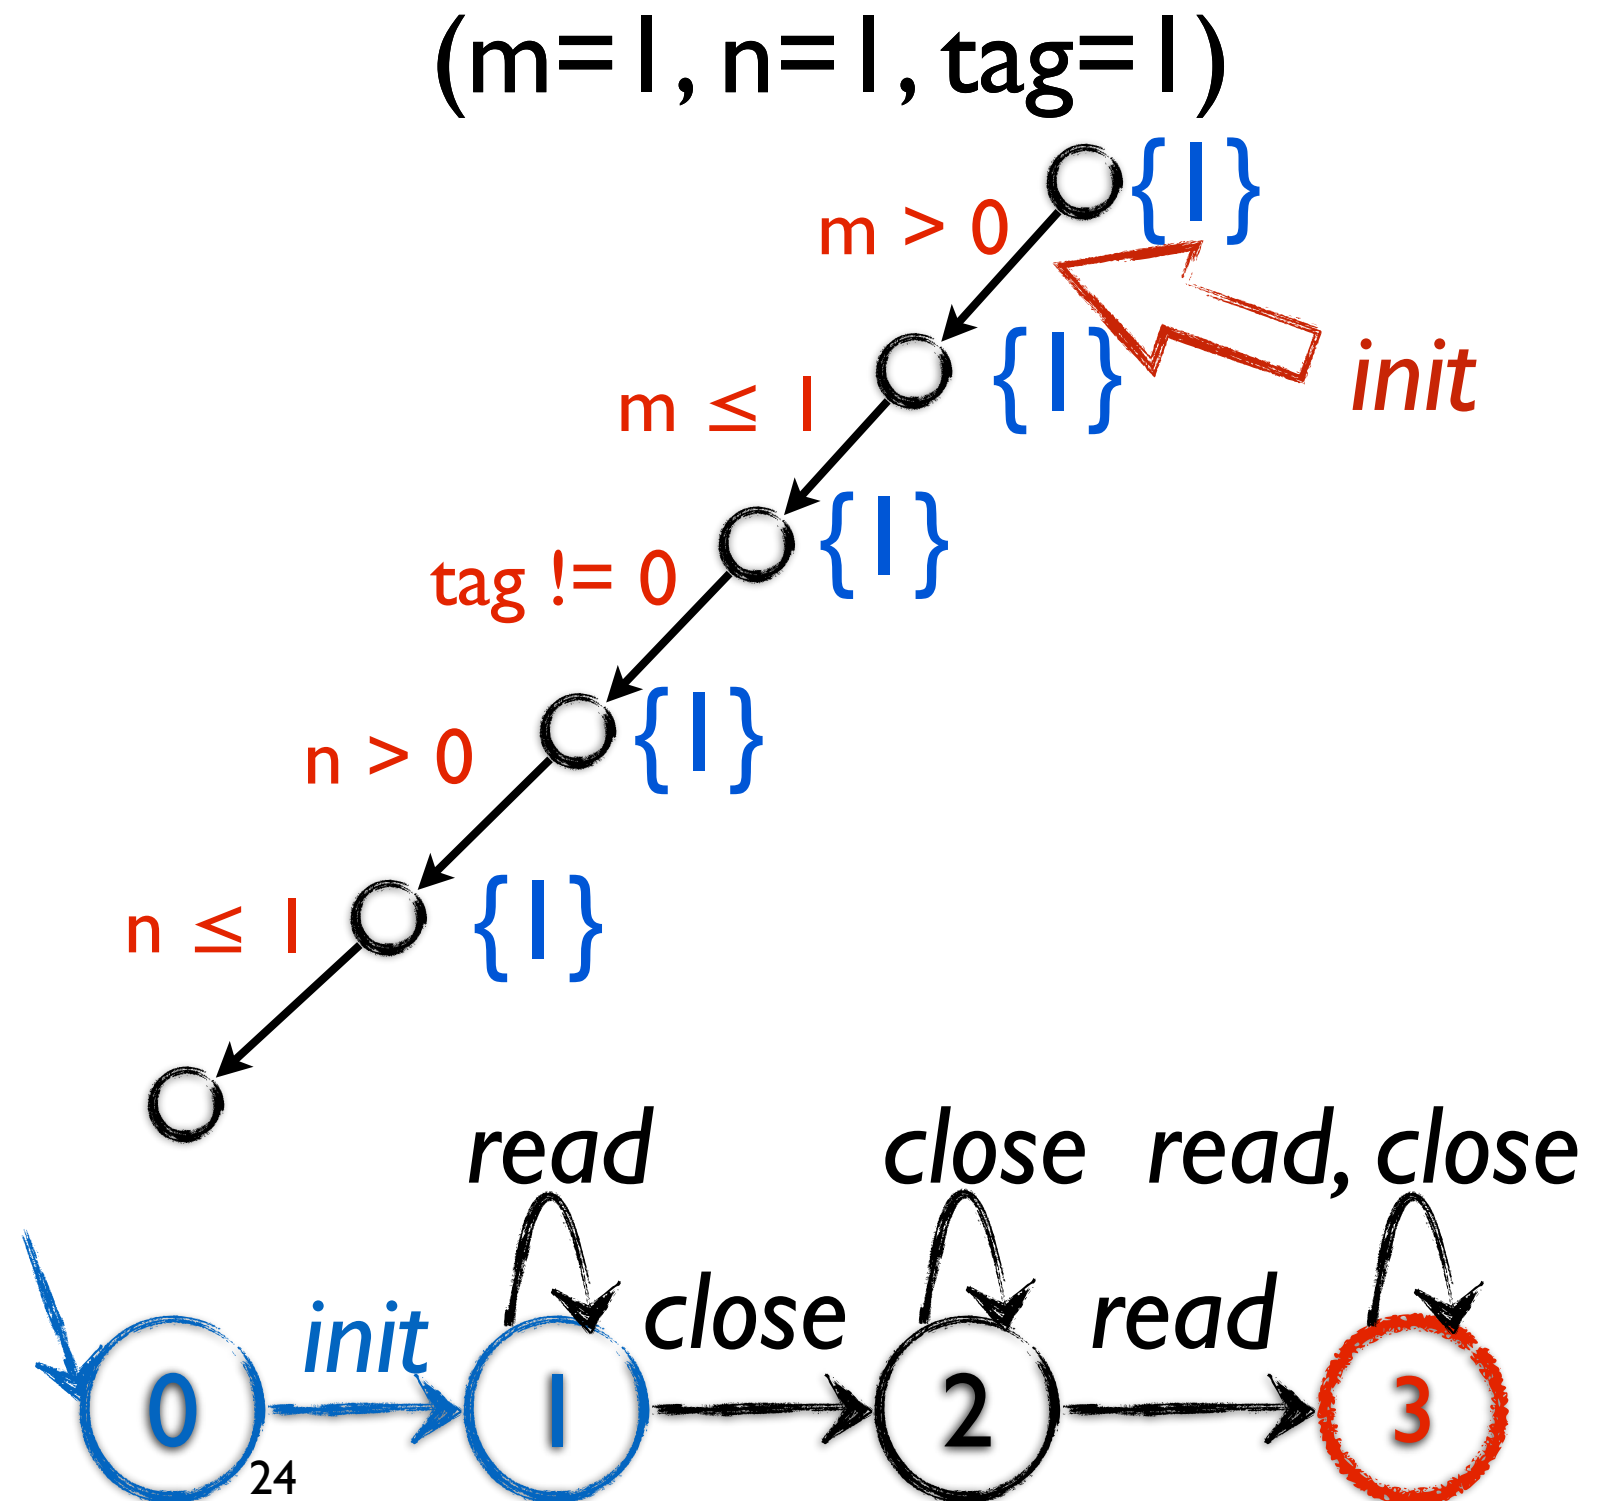 (m=1, n=1, tag=1)
{1}
m > 0
{1}
init
m ≤ 1
{1}
tag != 0
{1}
n > 0
{1}
n ≤ 1
read
close
read, close
init
close
read
0
1
2
3
24